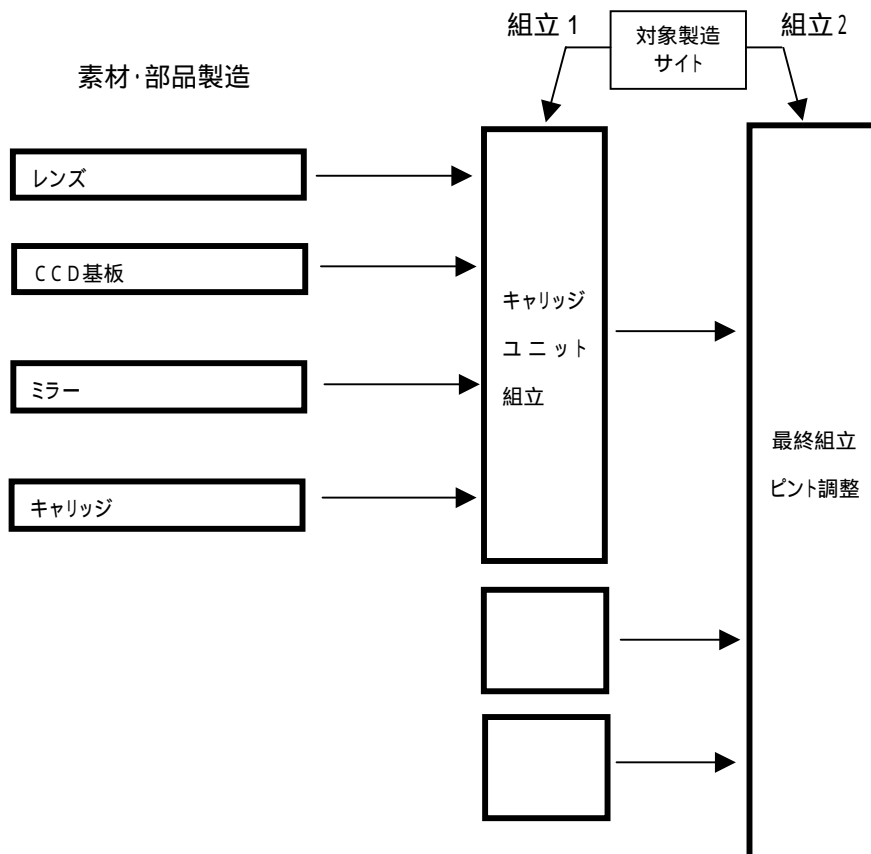 組立1
組立2
対象製造
サイト
素材・部品製造
レンズ
CCD基板
ミラー
キャリッジ
キャリッジ
ユニット
組立
最終組立
ピント調整